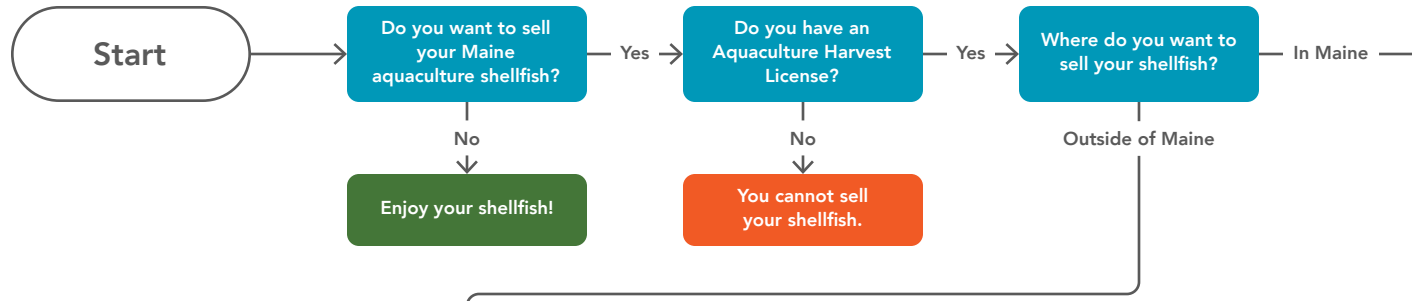 Start
Do you want to sell
your Maine
aquaculture shellfish?
Yes
Do you have an
Aquaculture Harvest
License?
Yes
Where do you want to
sell your shellfish?
In Maine
No
No
Outside of Maine
Enjoy your shellfish!
You cannot sell
your shellfish.